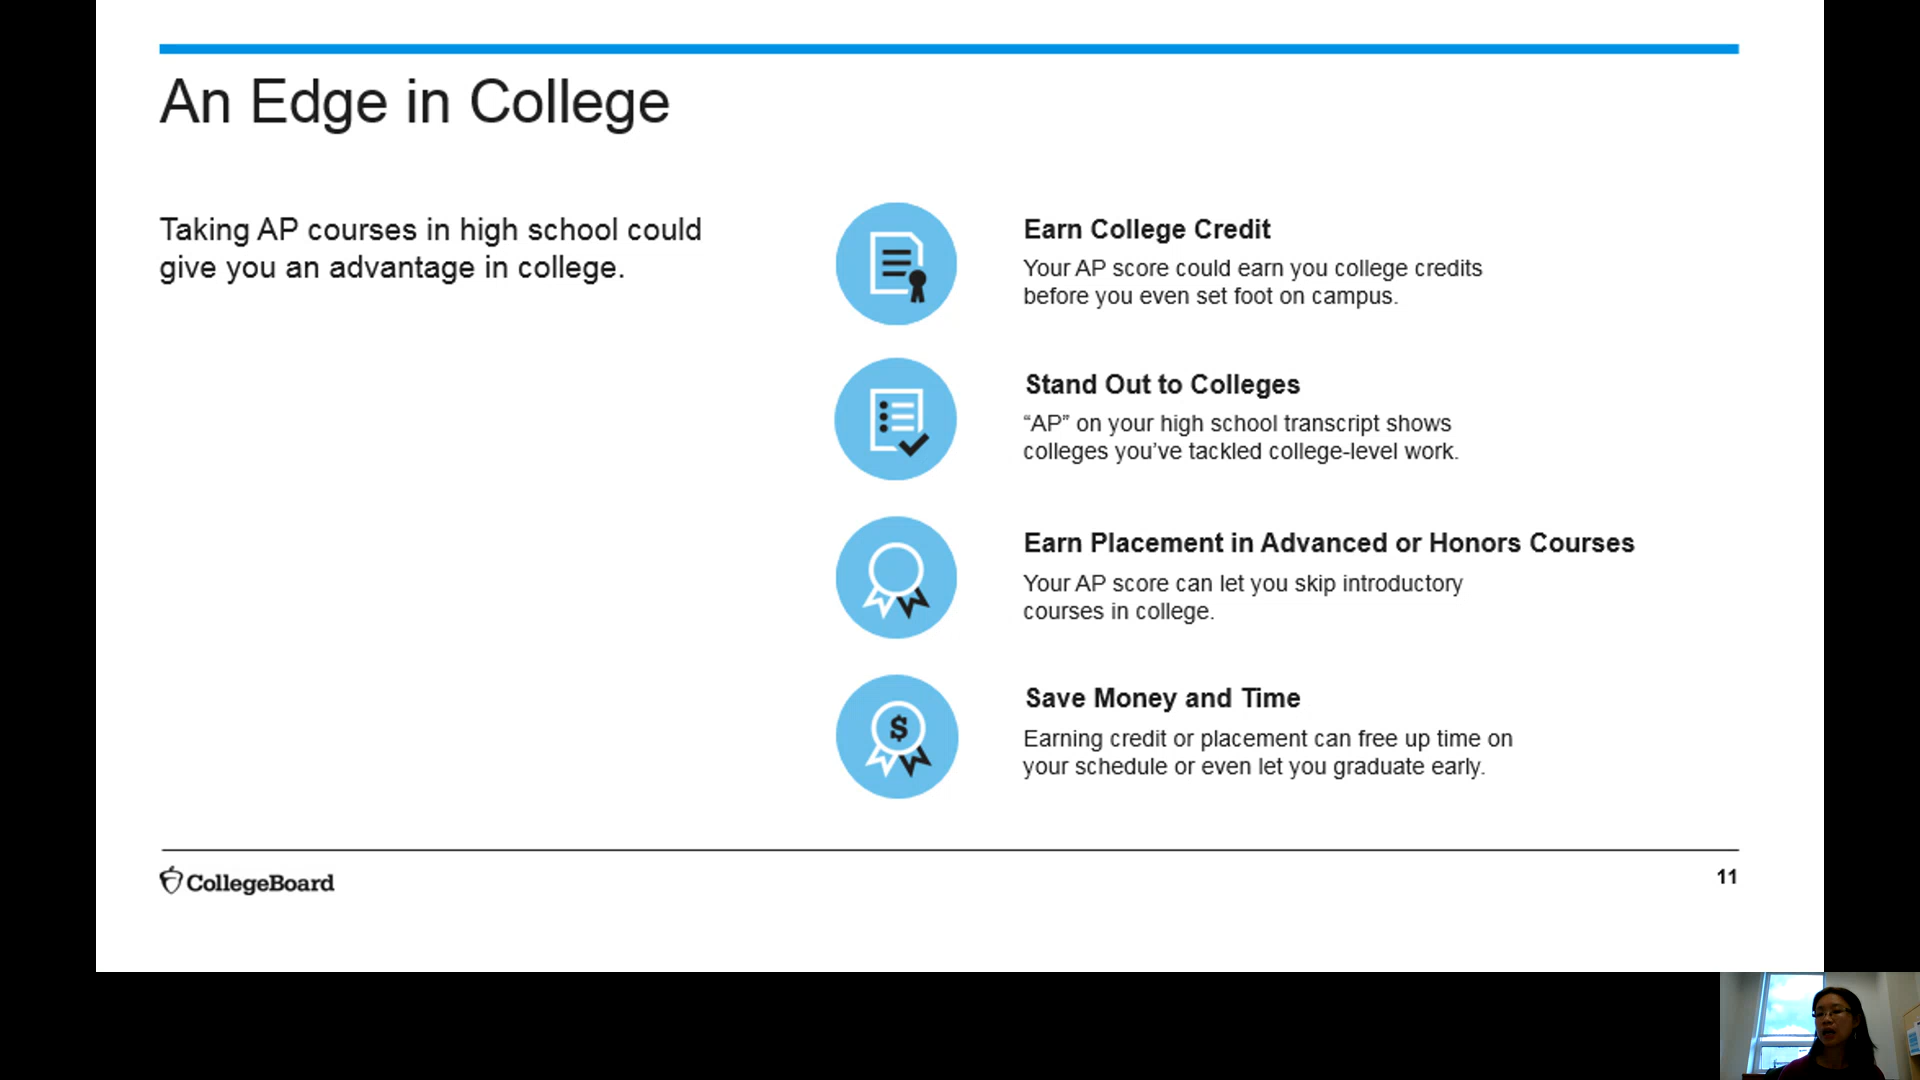 An Edge in College
Taking AP courses in high school could
give you an advantage in college.
Earn College Credit
Your AP score could earn you college credits
before you even set foot on campus.
Stand Out to Colleges
“AP” on your high school transcript shows
colleges you’ve tackled college-level work.
Earn Placement in Advanced or Honors Courses
Your AP score can let you skip introductory
courses in college.
$
Save Money and Time
Earning credit or placement can free up time on
your schedule or even let you graduate early.
CollegeBoard
11